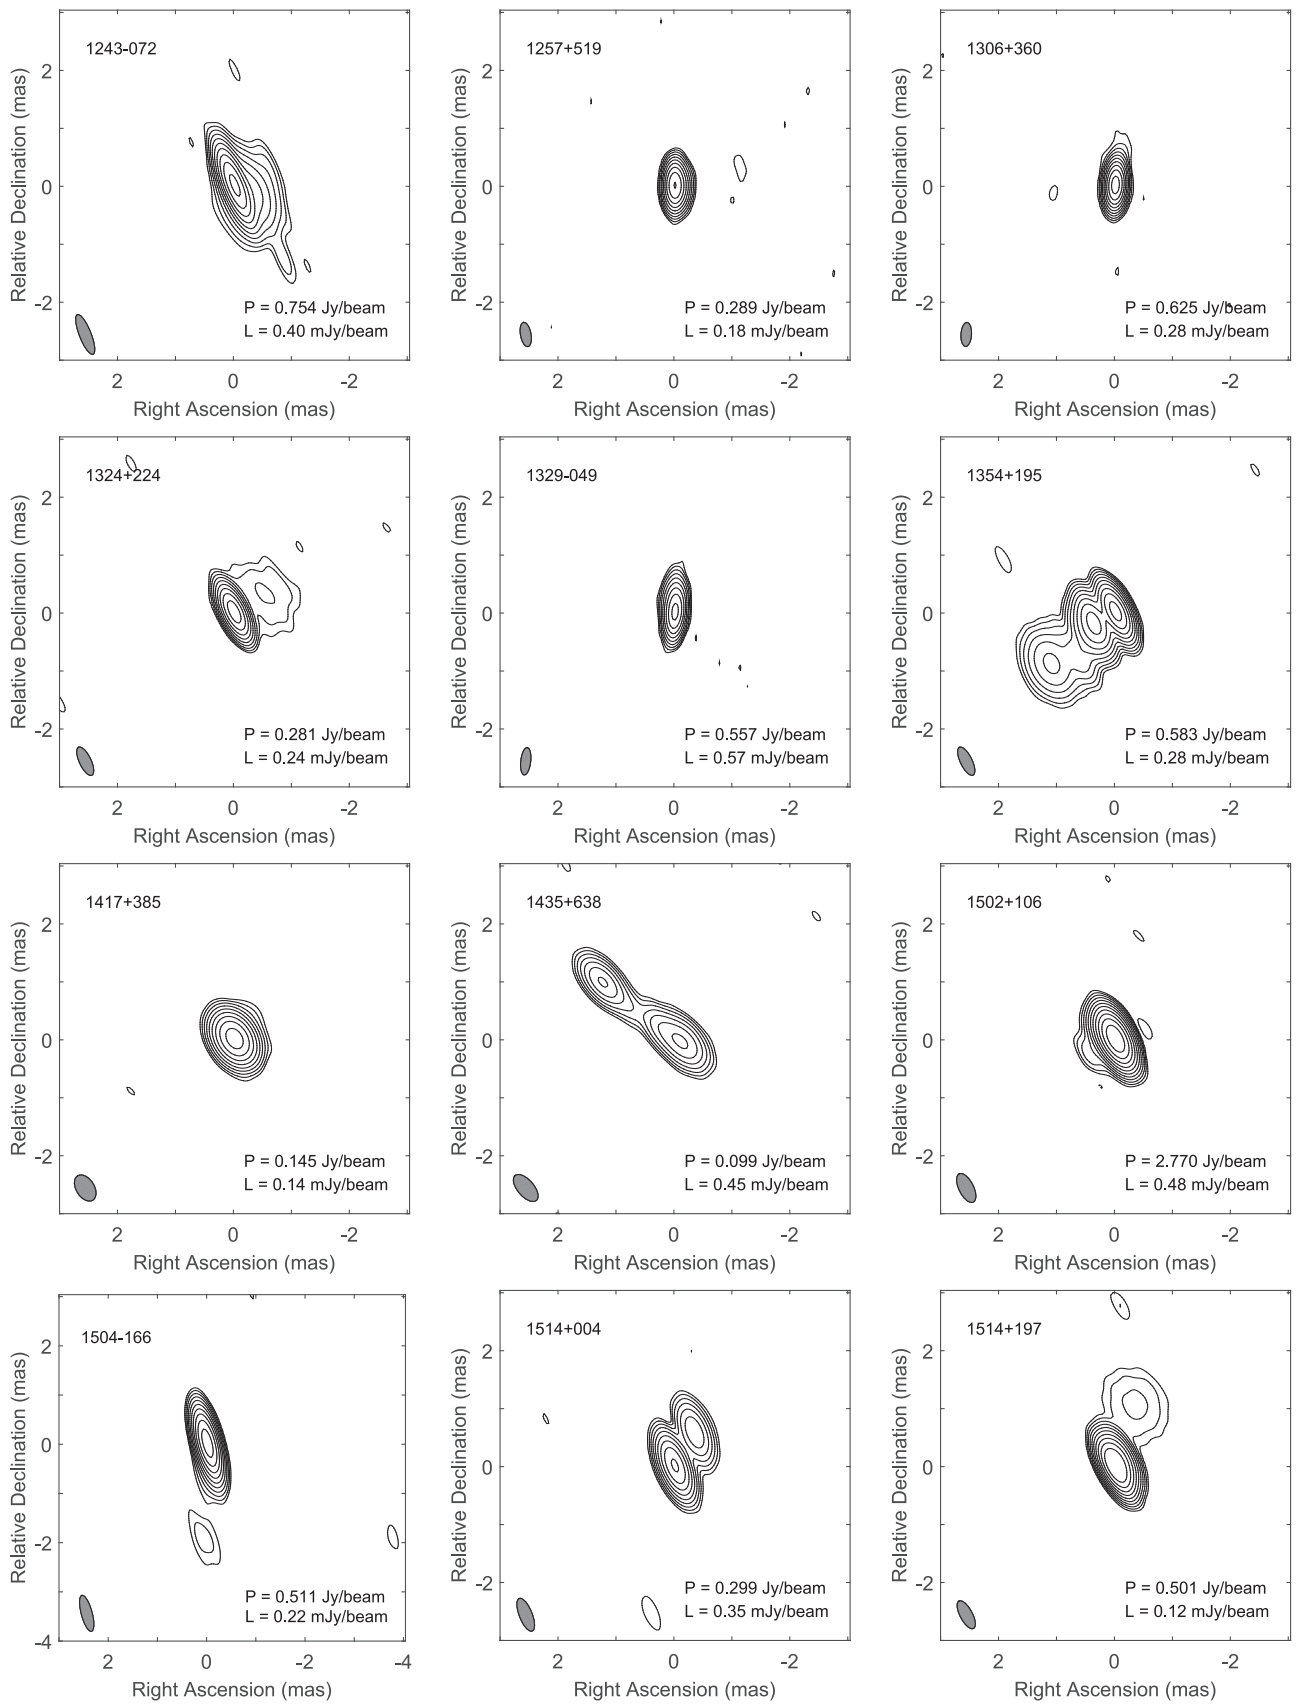 1243-072
2
0
-2
Relative Declination (mas)
P = 0.754 Jy/beam
L = 0.40 mJy/beam
2 0 -2
Right Ascension (mas)
1257+519
2
0
-2
Relative Declination (mas)
P = 0.289 Jy/beam
L = 0.18 mJy/beam
2 0 -2
Right Ascension (mas)
1306+360
2
0
-2
Relative Declination (mas)
P = 0.625 Jy/beam
L = 0.28 mJy/beam
2 0 -2
Right Ascension (mas)
1324+224
2
0
-2
Relative Declination (mas)
P = 0.281 Jy/beam
L = 0.24 mJy/beam
2 0 -2
Right Ascension (mas)
1329-049
2
0
-2
Relative Declination (mas)
P = 0.557 Jy/beam
L = 0.57 mJy/beam
2 0 -2
Right Ascension (mas)
1354+195
2
0
-2
Relative Declination (mas)
P = 0.583 Jy/beam
L = 0.28 mJy/beam
2 0 -2
Right Ascension (mas)
1417+385
2
0
-2
Relative Declination (mas)
P = 0.145 Jy/beam
L = 0.14 mJy/beam
2 0 -2
Right Ascension (mas)
1435+638
2
0
-2
Relative Declination (mas)
P = 0.099 Jy/beam
L = 0.45 mJy/beam
2 0 -2
Right Ascension (mas)
1502+106
2
0
-2
Relative Declination (mas)
P = 2.770 Jy/beam
L = 0.48 mJy/beam
2 0 -2
Right Ascension (mas)
1504-166
2
0
-2
-4
Relative Declination (mas)
P = 0.511 Jy/beam
L = 0.22 mJy/beam
2 0 -2 -4
Right Ascension (mas)
1514+004
2
0
-2
Relative Declination (mas)
P = 0.299 Jy/beam
L = 0.35 mJy/beam
2 0 -2
Right Ascension (mas)
1514+197
2
0
-2
Relative Declination (mas)
P = 0.501 Jy/beam
L = 0.12 mJy/beam
2 0 -2
Right Ascension (mas)